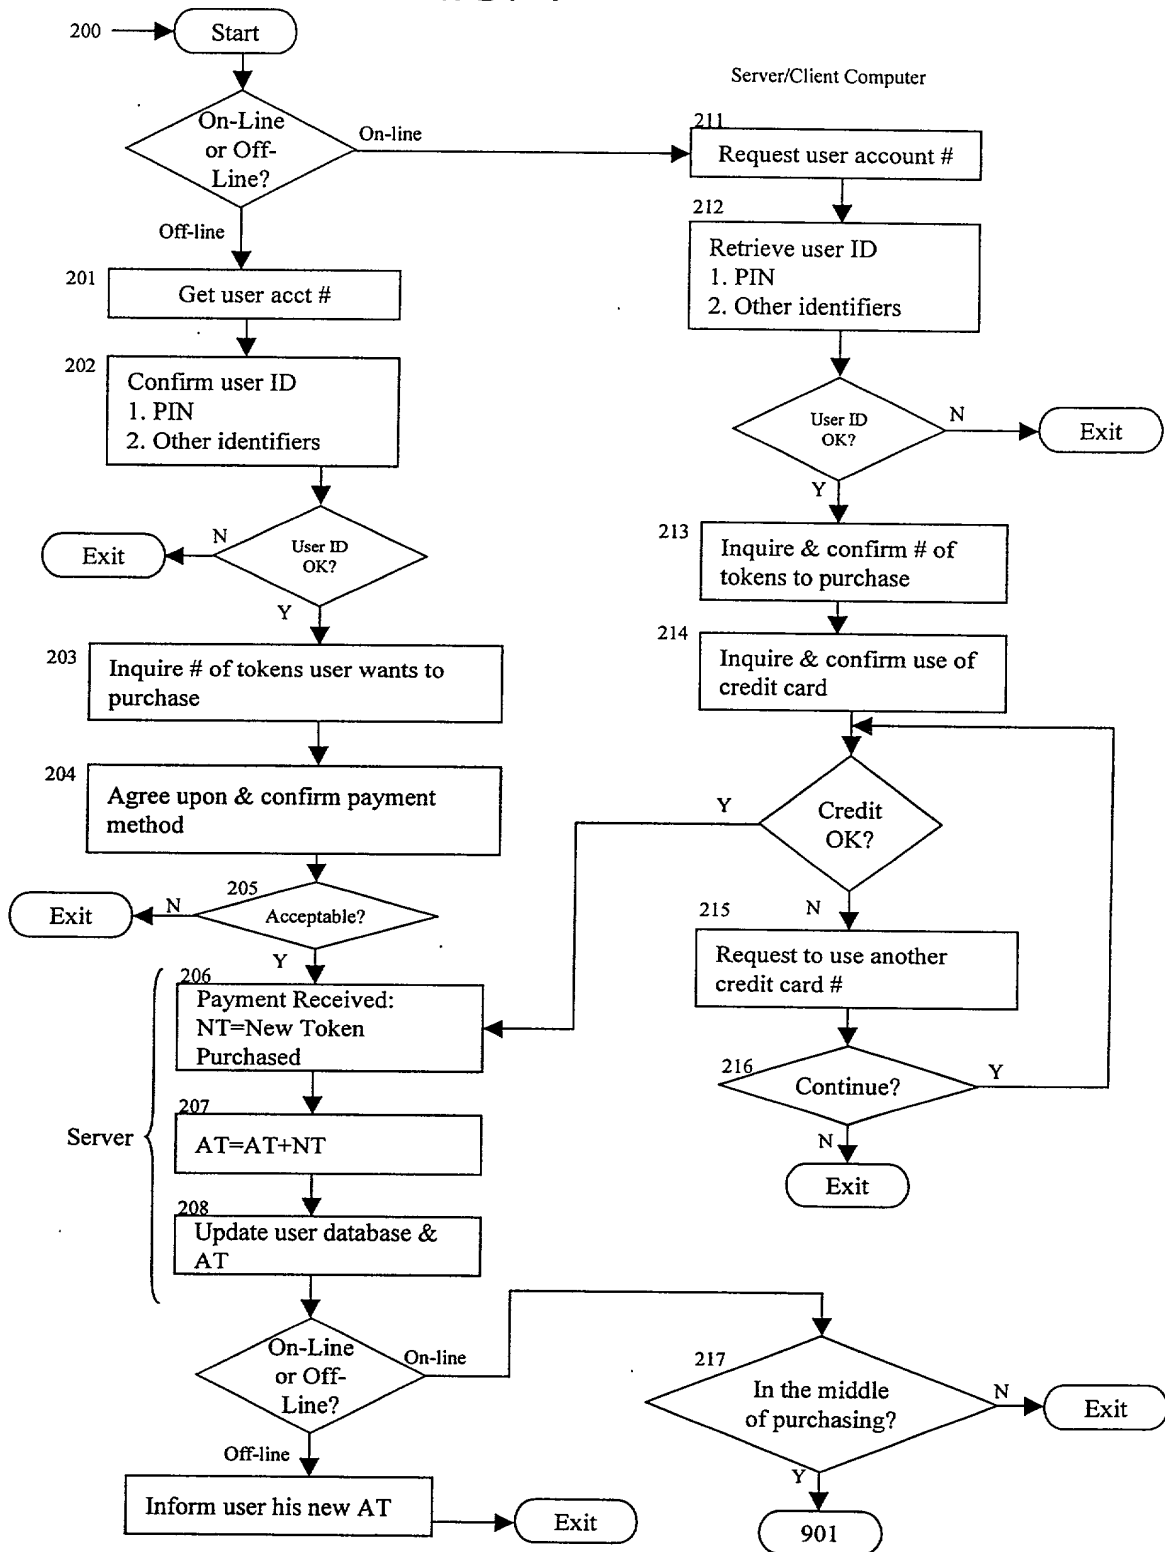 200
Start
Server/Client Computer
On-Line
or Off-
Line?
On-line
211
Request user account #
Off-line
212
Retrieve user ID
1. PIN
2. Other identifiers
201
Get user acct #
202
Confirm user ID
1. PIN
2. Other identifiers
User ID
OK?
N
Exit
Y
N
Exit
User ID
OK?
Y
213
Inquire & confirm # of
tokens to purchase
203
Inquire # of tokens user wants to
purchase
214
Inquire & confirm use of
credit card
204
Agree upon & confirm payment
method
Y
Credit
OK?
N
205
Acceptable?
N
Exit
Y
215
Request to use another
credit card #
Server
206
Payment Received:
NT=New Token
Purchased
216
Continue?
Y
N
Exit
207
AT=AT+NT
208
Update user database &
AT
On-Line
or Off-
Line?
On-line
217
In the middle
of purchasing?
N
Exit
Off-line
Y
Inform user his new AT
Exit
901